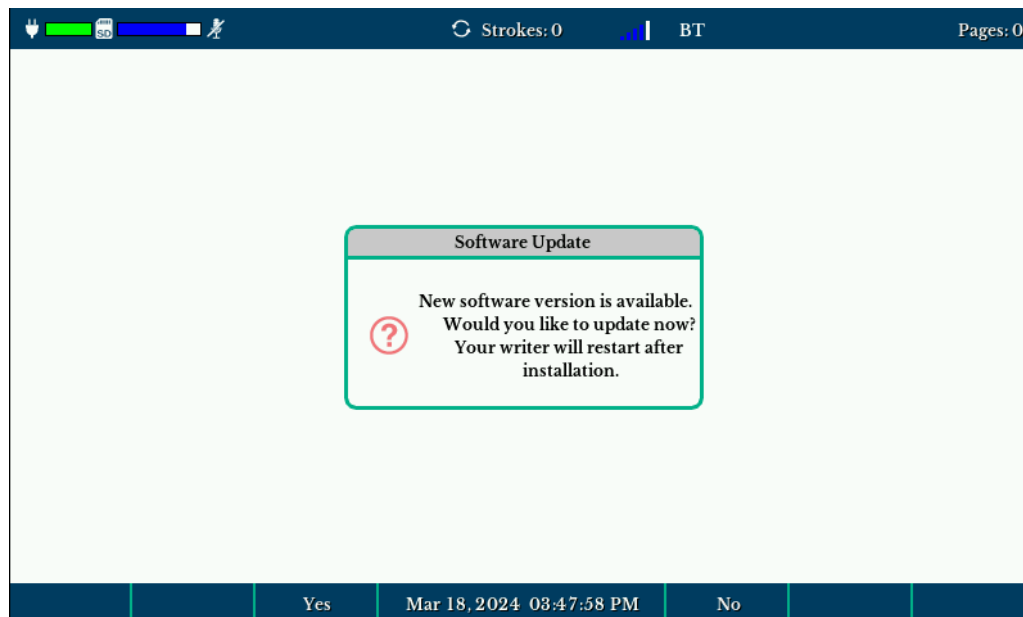 SD Strokes: 0 BT Pages: 0
Software Update
New software version is available.
Would you like to update now?
Your writer will restart after
installation.
Yes Mar 18, 2024 03:47:58 PM No